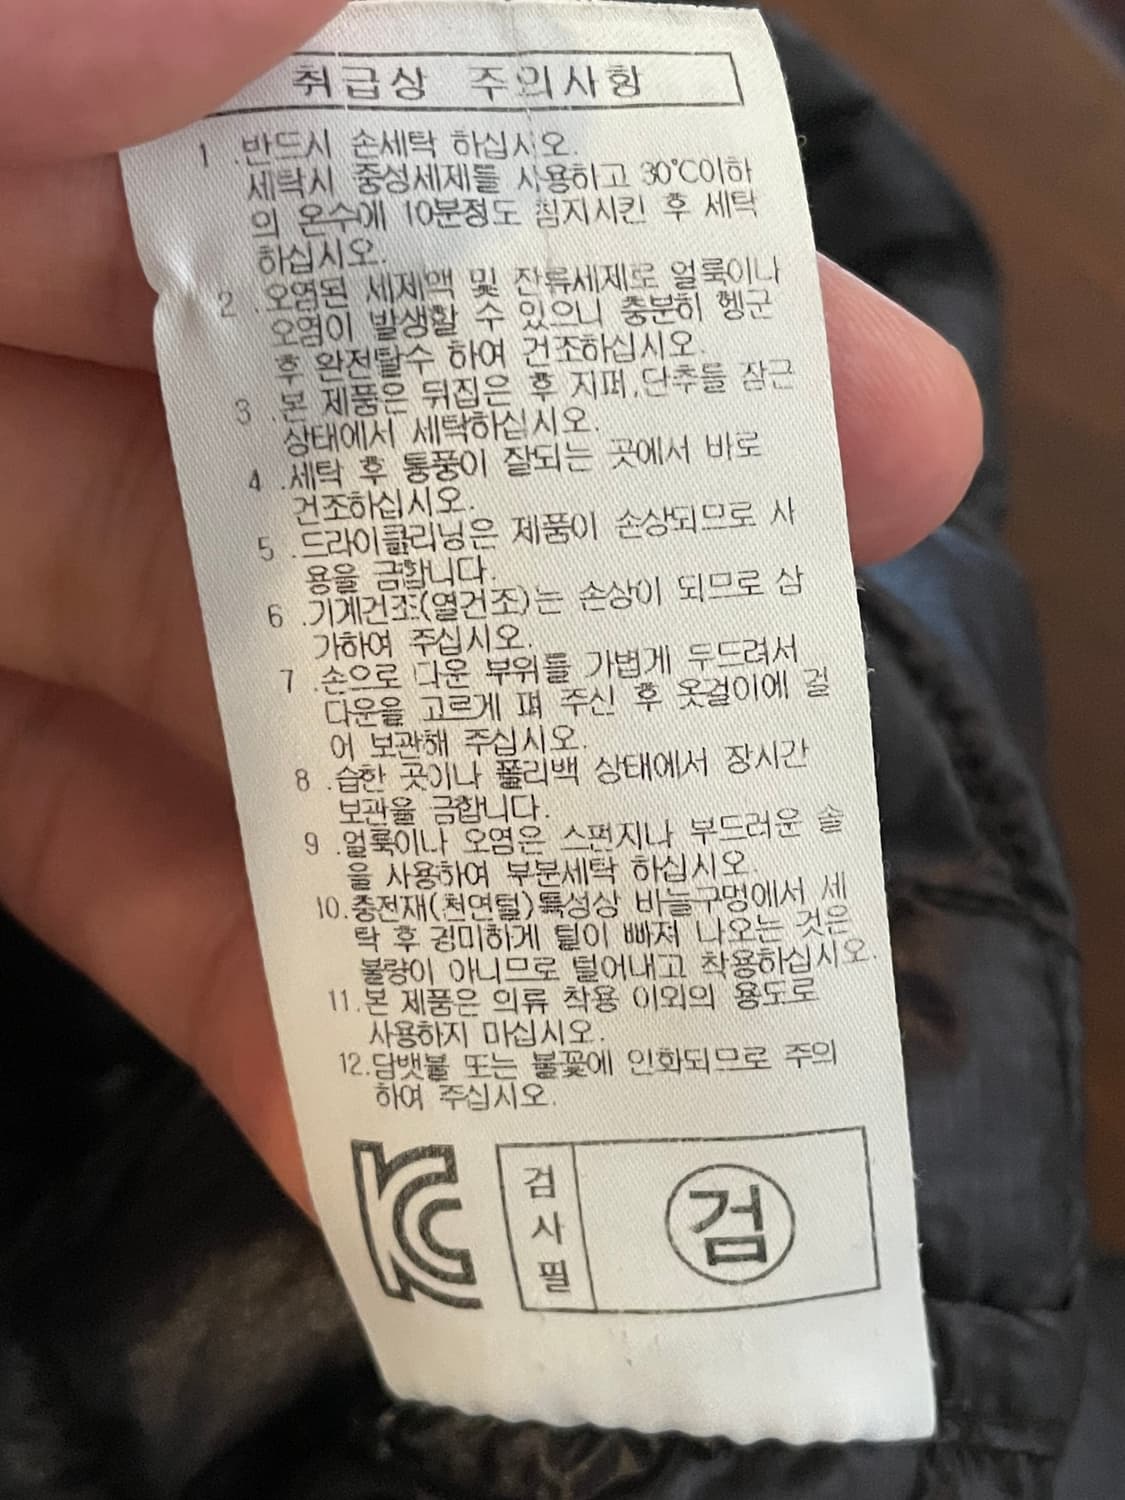 취급상 주의사항
1 .반드시 손세탁 하십시오.
세탁시 중성세제를 사용하고 30℃이하
의 온수에 10분정도 침지시킨 후 세탁
하십시오.
2 .오염된 세제액 및 잔류세제로 얼룩이나
오염이 발생할 수 있으니 충분히 헹군
후 완전탈수 하여 건조하십시오.
3 .본 제품은 뒤집은 후 지퍼,단추를 잠근
상태에서 세탁하십시오.
4 .세탁 후 통풍이 잘되는 곳에서 바로
건조하십시오.
5 .드라이클리닝은 제품이 손상되므로 사
용을 금합니다.
6 .기계건조(열건조)는 손상이 되므로 삼
가하여 주십시오.
7 .손으로 다운 부위를 가볍게 두드려서
다운을 고르게 펴 주신 후 옷걸이에 걸
어 보관해 주십시오.
8 .습한 곳이나 폴리백 상태에서 장시간
보관을 금합니다.
9 .얼룩이나 오염은 스펀지나 부드러운 솔
을 사용하여 부분세탁 하십시오.
10.충전재(천연털)특성상 바늘구멍에서 세
탁 후 경미하게 털이 빠져 나오는 것은
불량이 아니므로 털어내고 착용하십시오.
11.본 제품은 의류 착용 이외의 용도로
사용하지 마십시오.
12.담뱃불 또는 불꽃에 인화되므로 주의
하여 주십시오.
KC
검사필
검